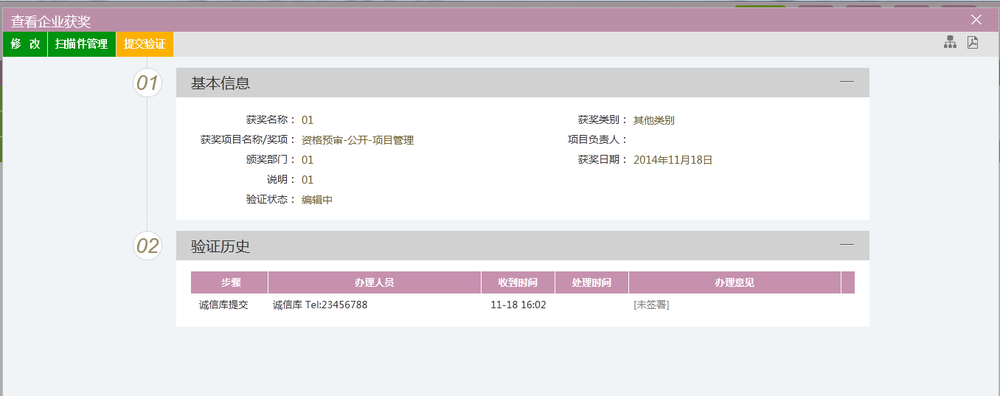 查看企业获奖
修 改 扫描件管理 提交验证
01 基本信息
获奖名称： 01 获奖类别： 其他类别
获奖项目名称/奖项： 资格预审-公开-项目管理 项目负责人：
颁奖部门： 01 获奖日期： 2014年11月18日
说明： 01
验证状态： 编辑中
02 验证历史
步骤 办理人员 收到时间 处理时间 办理意见
诚信库提交 诚信库 Tel:23456788 11-18 16:02 [未签署]